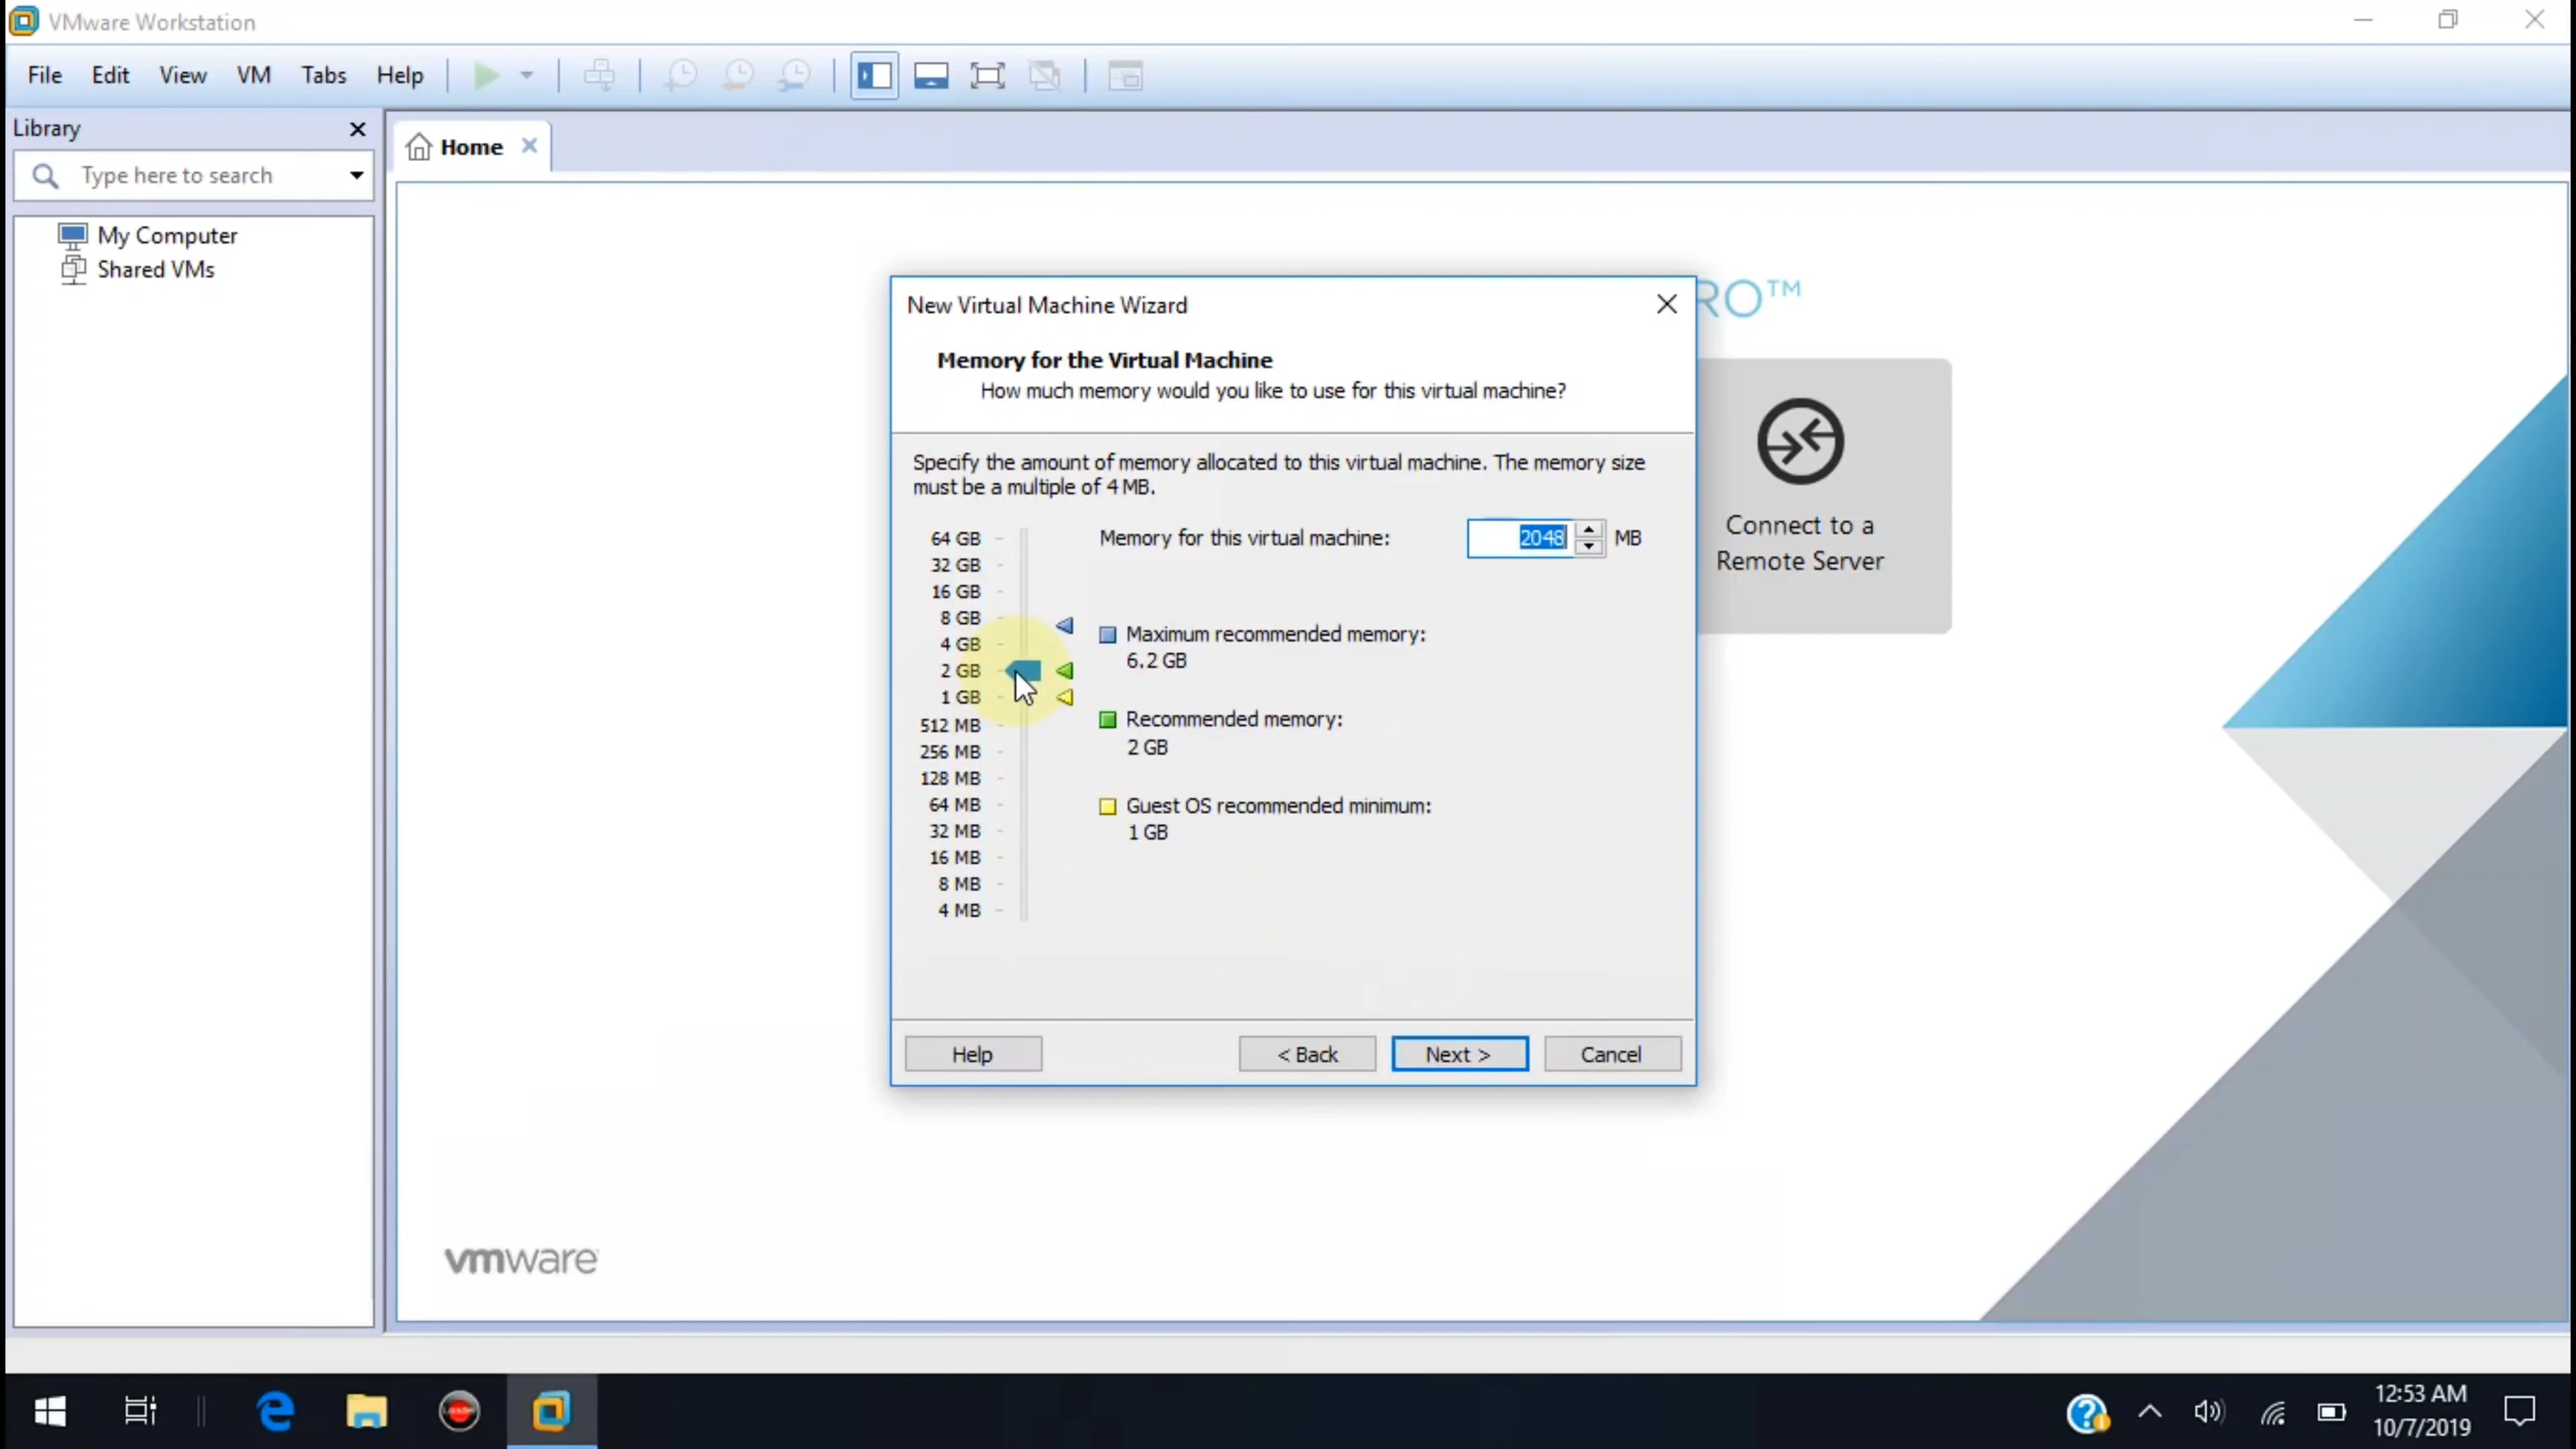 VMware Workstation
File Edit View VM Tabs Help
Library
Home
Type here to search
My Computer
Shared VMs
RO™
Connect to a
Remote Server
New Virtual Machine Wizard
Memory for the Virtual Machine
How much memory would you like to use for this virtual machine?
Specify the amount of memory allocated to this virtual machine. The memory size
must be a multiple of 4 MB.
64 GB
32 GB
16 GB
8 GB
4 GB
2 GB
1 GB
512 MB
256 MB
128 MB
64 MB
32 MB
16 MB
8 MB
4 MB
Memory for this virtual machine: 2048 MB
Maximum recommended memory:
6.2 GB
Recommended memory:
2 GB
Guest OS recommended minimum:
1 GB
Help < Back Next > Cancel
vmware
12:53 AM
10/7/2019